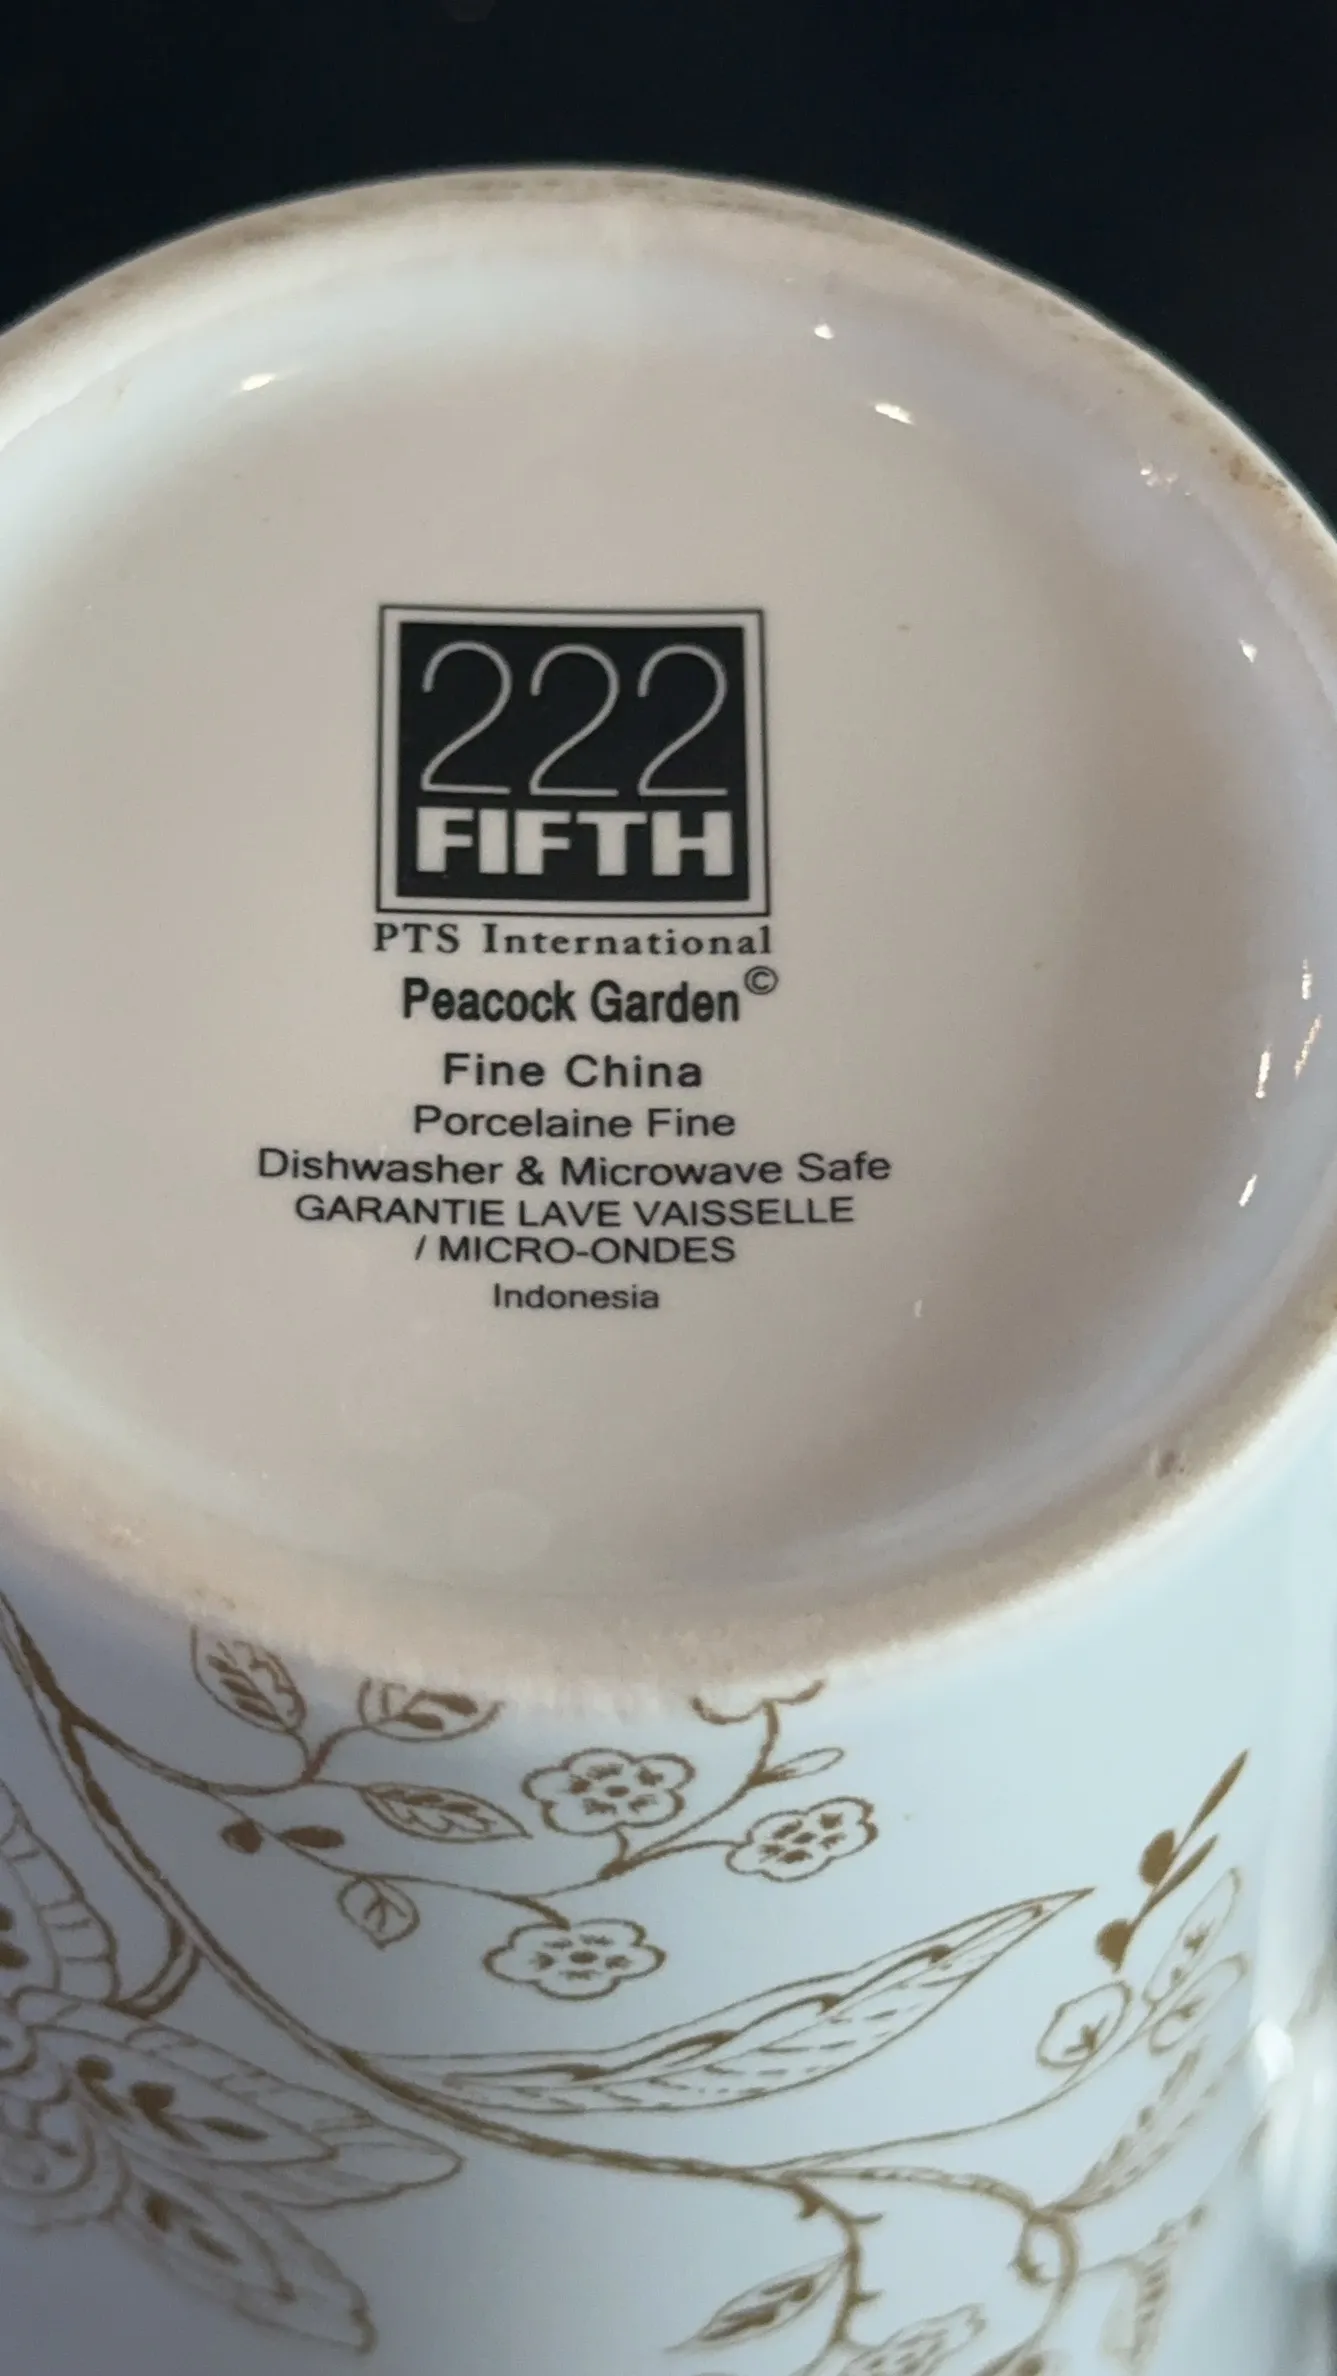 222
FIFTH
PTS International
Peacock Garden©
Fine China
Porcelaine Fine
Dishwasher & Microwave Safe
GARANTIE LAVE VAISSELLE
/ MICRO-ONDES
Indonesia